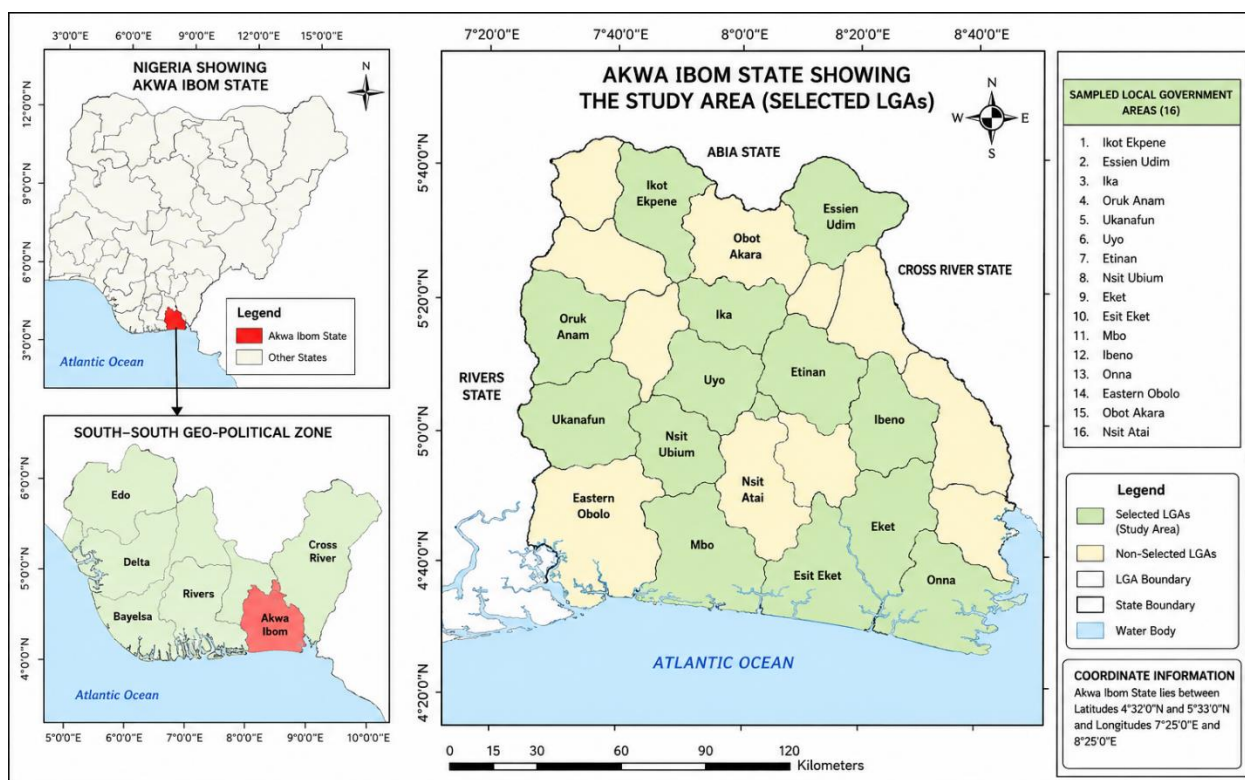 3°0'0"E 6°0'0"E 9°0'0"E 12°0'0"E 15°0'0"E
NIGERIA SHOWING
AKWA IBOM STATE
N
12°0'0"N
9°0'0"N
6°0'0"N
3°0'0"N
Legend
Akwa Ibom State
Other States
Atlantic Ocean
SOUTH–SOUTH GEO-POLITICAL ZONE
6°0'0"N
5°0'0"N
4°0'0"N
Edo
Delta
Bayelsa
Rivers
Akwa
Ibom
Cross
River
Atlantic Ocean
5°0'0"E 6°0'0"E 7°0'0"E 8°0'0"E 9°0'0"E 10°0'0"E
7°20'0"E 7°40'0"E 8°0'0"E 8°20'0"E 8°40'0"E
AKWA IBOM STATE SHOWING
THE STUDY AREA (SELECTED LGAs)
N
W E
S
5°40'0"N
5°20'0"N
5°0'0"N
4°40'0"N
4°20'0"N
ABIA STATE
CROSS RIVER STATE
RIVERS
STATE
Ikot
Ekpene
Essien
Udim
Obot
Akara
Oruk
Anam
Ika
Uyo
Etinan
Ukanafun
Nsit
Ubium
Ibeno
Nsit
Atai
Eastern
Obolo
Eket
Mbo
Esit Eket
Onna
ATLANTIC OCEAN
0 15 30 60 90 120
Kilometers
SAMPLED LOCAL GOVERNMENT
AREAS (16)
1. Ikot Ekpene
2. Essien Udim
3. Ika
4. Oruk Anam
5. Ukanafun
6. Uyo
7. Etinan
8. Nsit Ubium
9. Eket
10. Esit Eket
11. Mbo
12. Ibeno
13. Onna
14. Eastern Obolo
15. Obot Akara
16. Nsit Atai
Legend
Selected LGAs
(Study Area)
Non-Selected LGAs
LGA Boundary
State Boundary
Water Body
COORDINATE INFORMATION
Akwa Ibom State lies between
Latitudes 4°32'0"N and 5°33'0"N
and Longitudes 7°25'0"E and
8°25'0"E